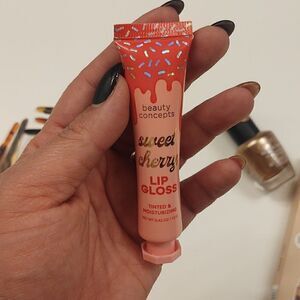 beauty
concepts
sweet
cherry
LIP
GLOSS
TINTED &
MOISTURIZING